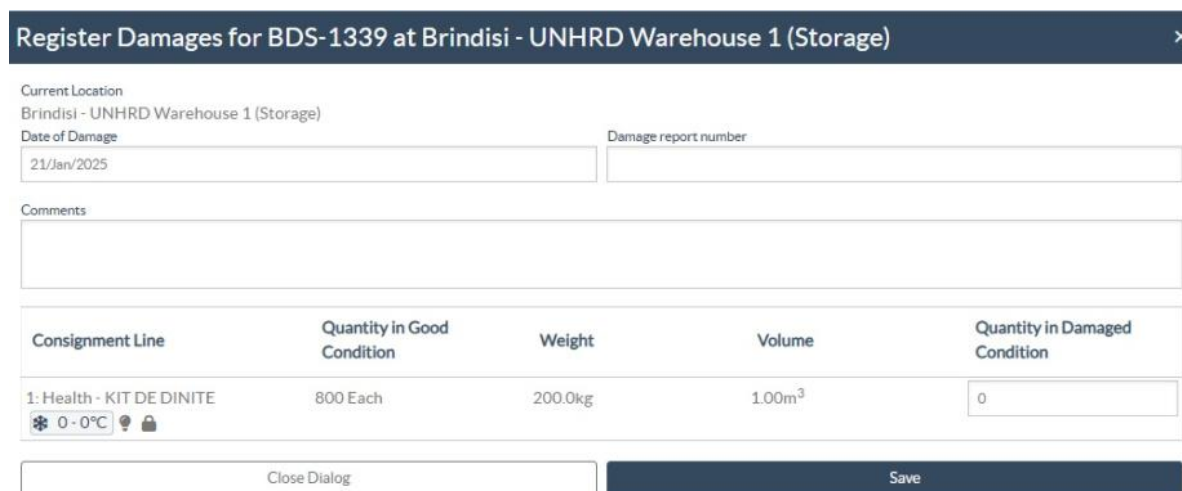 Register Damages for BDS-1339 at Brindisi - UNHRD Warehouse 1 (Storage) ×
Current Location
Brindisi - UNHRD Warehouse 1 (Storage)
Date of Damage Damage report number
21/Jan/2025
Comments
Consignment Line Quantity in Good Condition Weight Volume Quantity in Damaged Condition
1: Health - KIT DE DINITE 800 Each 200.0kg 1.00m³ 0
0 - 0°C
Close Dialog Save